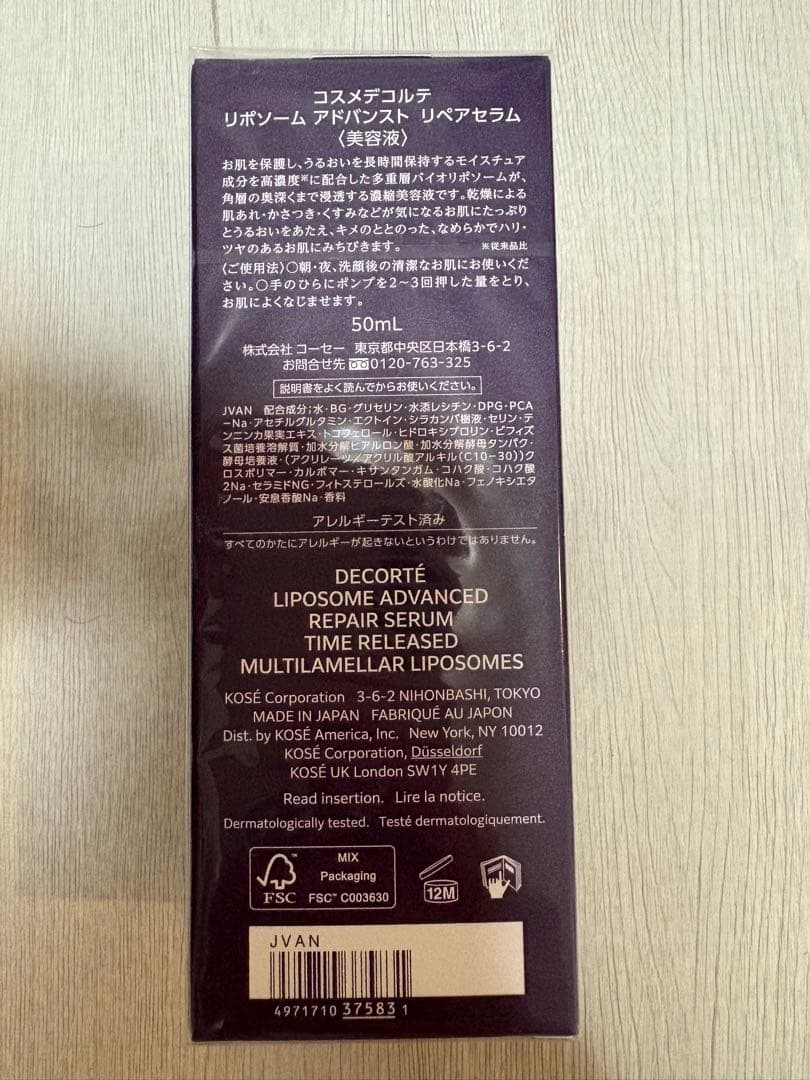 コスメデコルテ
リポソーム アドバンスト リペアセラム
〈美容液〉
お肌を保護し、うるおいを長時間保持するモイスチュア
成分を高濃度※に配合した多重層バイオリポソームが、
角層の奥深くまで浸透する濃縮美容液です。乾燥による
肌あれ・かさつき・くすみなどが気になるお肌にたっぷり
とうるおいをあたえ、キメのととのった、なめらかでハリ・
ツヤのあるお肌にみちびきます。 ※従来品比
〈ご使用法〉○朝・夜、洗顔後の清潔なお肌にお使いくだ
さい。○手のひらにポンプを2〜3回押した量をとり、
お肌によくなじませます。
50mL
株式会社 コーセー 東京都中央区日本橋3-6-2
お問合せ先 0120-763-325
説明書をよく読んでからお使いください。
JVAN 配合成分;水・BG・グリセリン・水添レシチン・DPG・PCA
-Na・アセチルグルタミン・エクトイン・シラカンバ樹液・セリン・テ
ンニンカ果実エキス・トコフェロール・ヒドロキシプロリン・ビフィズ
ス菌培養溶解質・加水分解ヒアルロン酸・加水分解酵母タンパク・
酵母培養液・(アクリレーツ/アクリル酸アルキル(C10-30))ク
ロスポリマー・カルボマー・キサンタンガム・コハク酸・コハク酸
2Na・セラミドNG・フィトステロールズ・水酸化Na・フェノキシエタ
ノール・安息香酸Na・香料
アレルギーテスト済み
すべてのかたにアレルギーが起きないというわけではありません。
DECORTÉ
LIPOSOME ADVANCED
REPAIR SERUM
TIME RELEASED
MULTILAMELLAR LIPOSOMES
KOSÉ Corporation 3-6-2 NIHONBASHI, TOKYO
MADE IN JAPAN FABRIQUÉ AU JAPON
Dist. by KOSÉ America, Inc. New York, NY 10012
KOSÉ Corporation, Düsseldorf
KOSÉ UK London SW1Y 4PE
Read insertion. Lire la notice.
Dermatologically tested. Testé dermatologiquement.
FSC™
MIX
Packaging
FSC™ C003630
12M
JVAN
4971710 37583 1